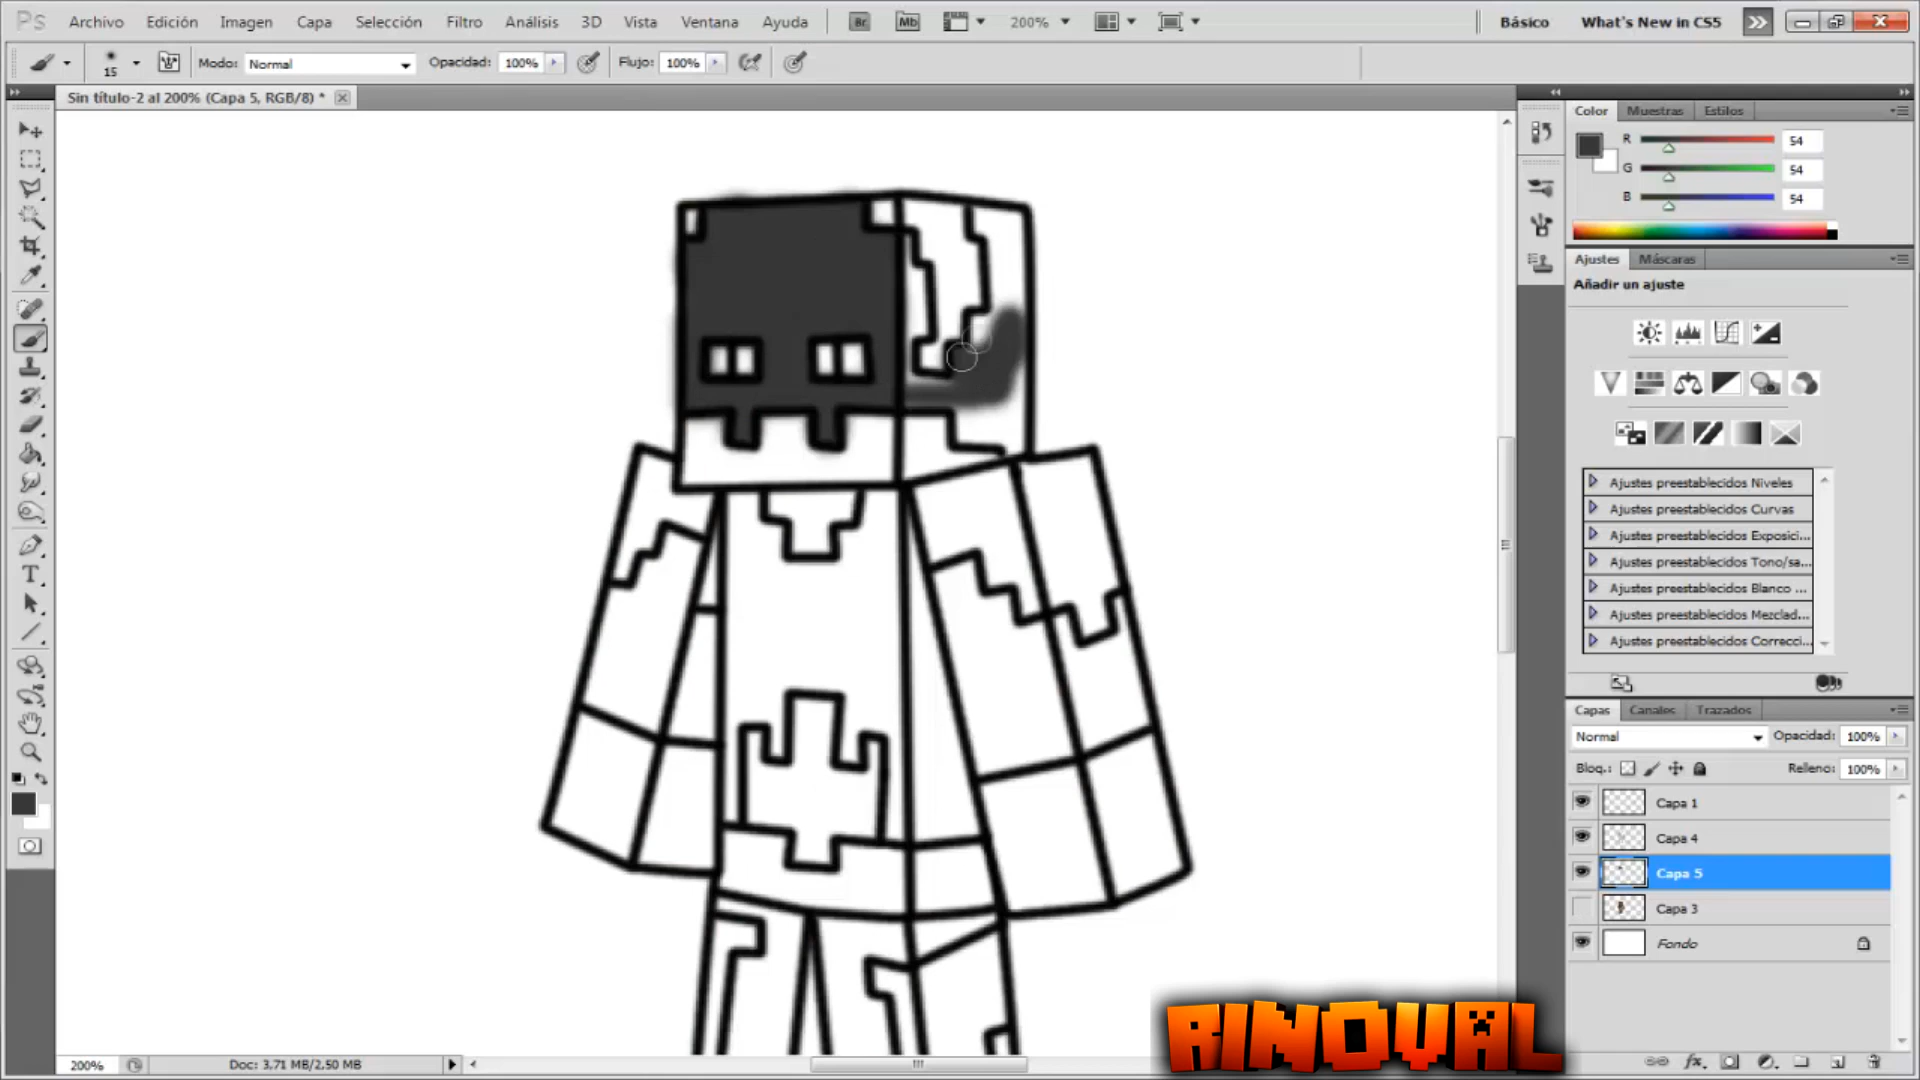 Ps Archivo Edición Imagen Capa Selección Filtro Análisis 3D Vista Ventana Ayuda Br Mb 200% Básico What's New in CS5
15 Modo: Normal Opacidad: 100% Flujo: 100%
Sin título-2 al 200% (Capa 5, RGB/8) *
Color Muestras Estilos
R 54
G 54
B 54
Ajustes Máscaras
Añadir un ajuste
Ajustes preestablecidos Niveles
Ajustes preestablecidos Curvas
Ajustes preestablecidos Exposici...
Ajustes preestablecidos Tono/sa...
Ajustes preestablecidos Blanco ...
Ajustes preestablecidos Mezclad...
Ajustes preestablecidos Correcci...
Capas Canales Trazados
Normal Opacidad: 100%
Bloq.: Relleno: 100%
Capa 1
Capa 4
Capa 5
Capa 3
Fondo
200% Doc: 3,71 MB/2,50 MB
RINOVAL